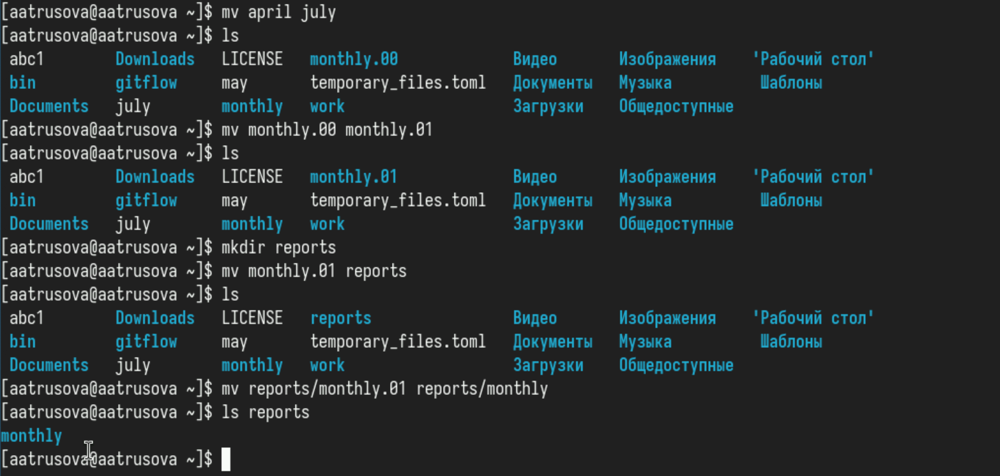 [aatrusova@aatrusova ~]$ mv april july
[aatrusova@aatrusova ~]$ ls
abc1 Downloads LICENSE monthly.00 Видео Изображения 'Рабочий стол'
bin gitflow may temporary_files.toml Документы Музыка Шаблоны
Documents july monthly work Загрузки Общедоступные
[aatrusova@aatrusova ~]$ mv monthly.00 monthly.01
[aatrusova@aatrusova ~]$ ls
abc1 Downloads LICENSE monthly.01 Видео Изображения 'Рабочий стол'
bin gitflow may temporary_files.toml Документы Музыка Шаблоны
Documents july monthly work Загрузки Общедоступные
[aatrusova@aatrusova ~]$ mkdir reports
[aatrusova@aatrusova ~]$ mv monthly.01 reports
[aatrusova@aatrusova ~]$ ls
abc1 Downloads LICENSE reports Видео Изображения 'Рабочий стол'
bin gitflow may temporary_files.toml Документы Музыка Шаблоны
Documents july monthly work Загрузки Общедоступные
[aatrusova@aatrusova ~]$ mv reports/monthly.01 reports/monthly
[aatrusova@aatrusova ~]$ ls reports
monthly
[aatrusova@aatrusova ~]$